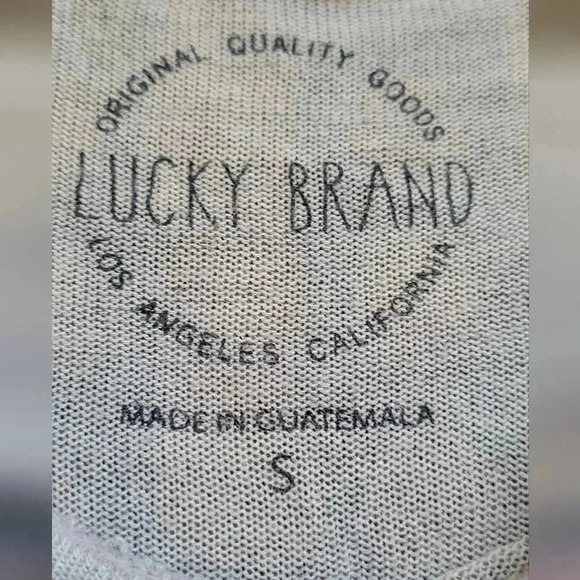 ORIGINAL QUALITY GOODS
LUCKY BRAND
LOS ANGELES CALIFORNIA
MADE IN GUATEMALA
S